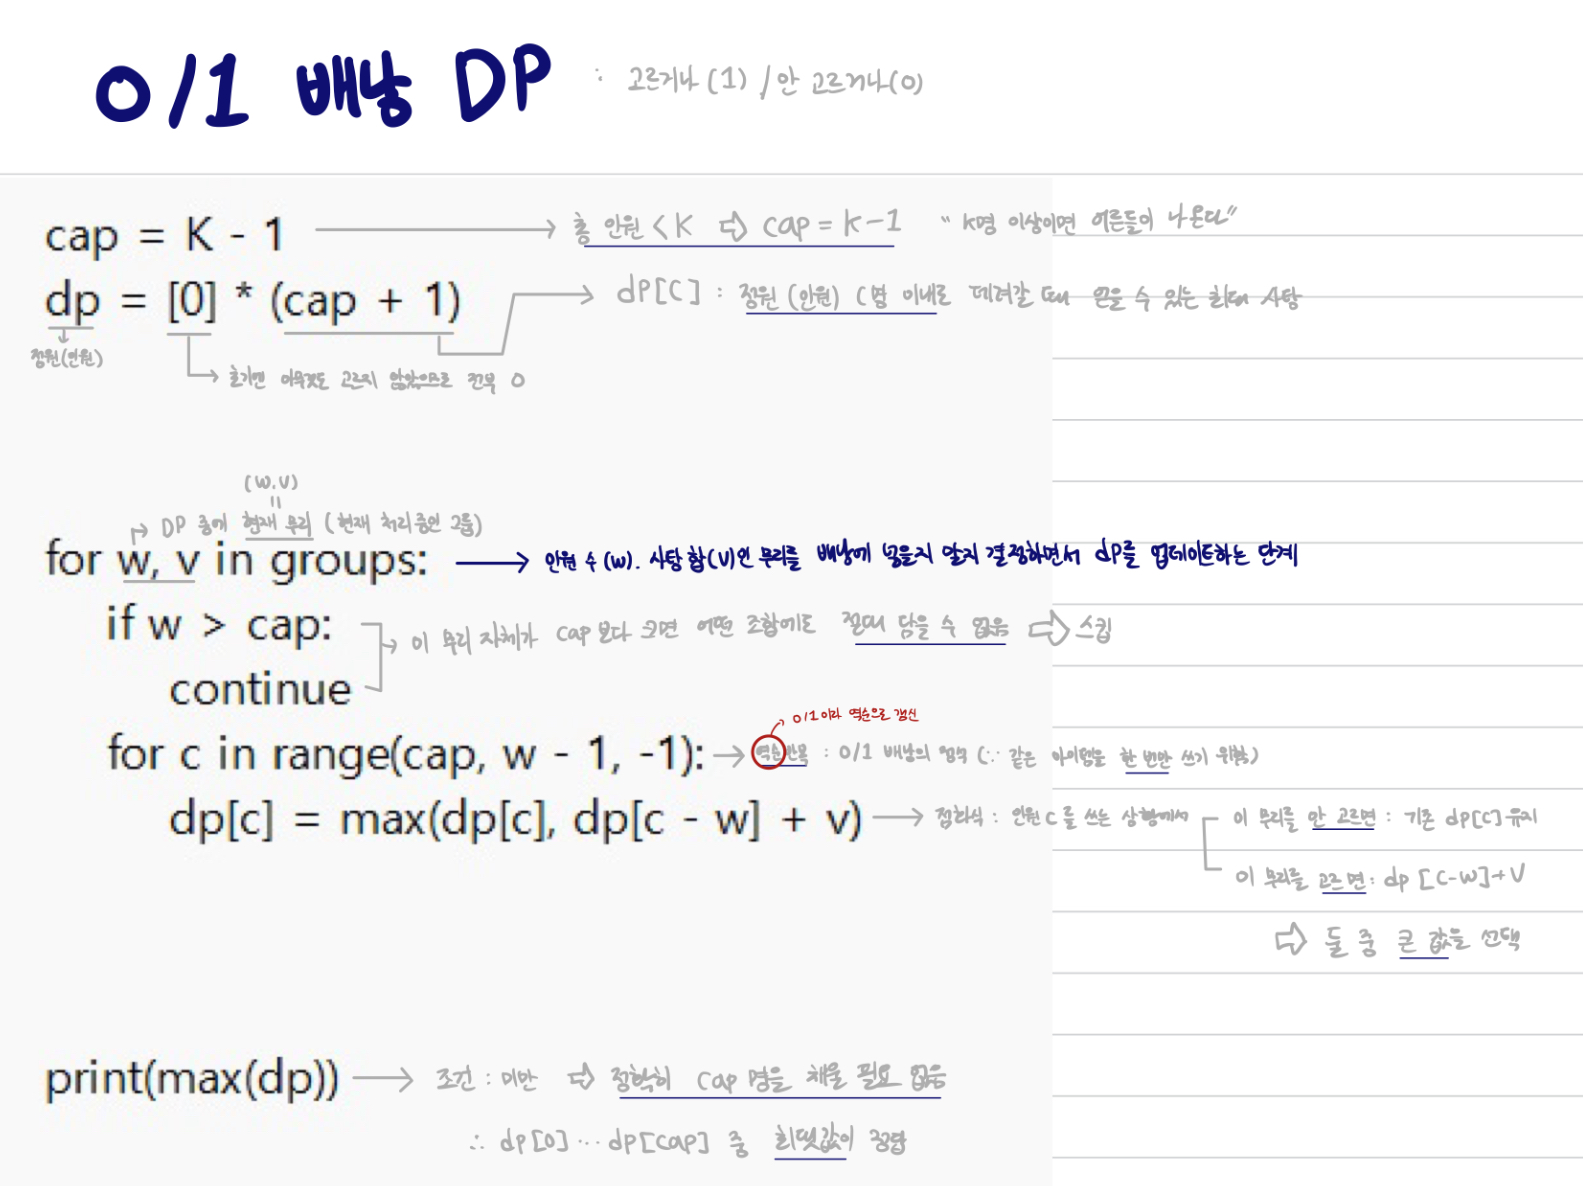 0/1 배낭 DP : 고르거나(1) / 안 고르거나(0)
cap = K - 1 → 총 인원 < K ⇨ cap = k-1 "K명 이상이면 어른들이 나온다"
dp = [0] * (cap + 1) → dp[c] : 정원(인원) c명 이내로 데려갈 때 얻을 수 있는 최대 사탕
정원(인원)
초기엔 아무것도 고르지 않았으므로 전부 0
(w.v)
=
DP 중에 현재 무리 (현재 처리중인 그룹)
for w, v in groups: → 인원 수(w). 사탕 합(v)인 무리를 배낭에 넣을지 말지 결정하면서 dp를 업데이트하는 단계
if w > cap: → 이 무리 자체가 cap보다 크면 어떤 조합에도 절대 담을 수 없음 ⇨ 스킵
continue
0/1이라 역순으로 갱신
for c in range(cap, w - 1, -1): → 역순반복 : 0/1 배낭의 정석 (∵ 같은 아이템을 한 번만 쓰기 위함)
dp[c] = max(dp[c], dp[c - w] + v) → 점화식 : 인원 c를 쓰는 상황에서 이 무리를 안 고르면 : 기존 dp[c] 유지
이 무리를 고르면 : dp[c-w]+v
⇨ 둘 중 큰 값을 선택
print(max(dp)) → 조건 : 미만 ⇨ 정확히 cap 명을 채울 필요 없음
∴ dp[0] ... dp[cap] 중 최댓값이 정답